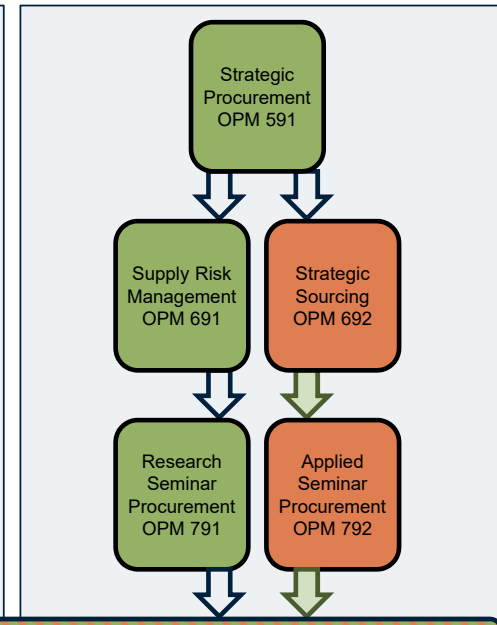 Strategic
Procurement
OPM 591
Supply Risk
Management
OPM 691
Strategic
Sourcing
OPM 692
Research
Seminar
Procurement
OPM 791
Applied
Seminar
Procurement
OPM 792